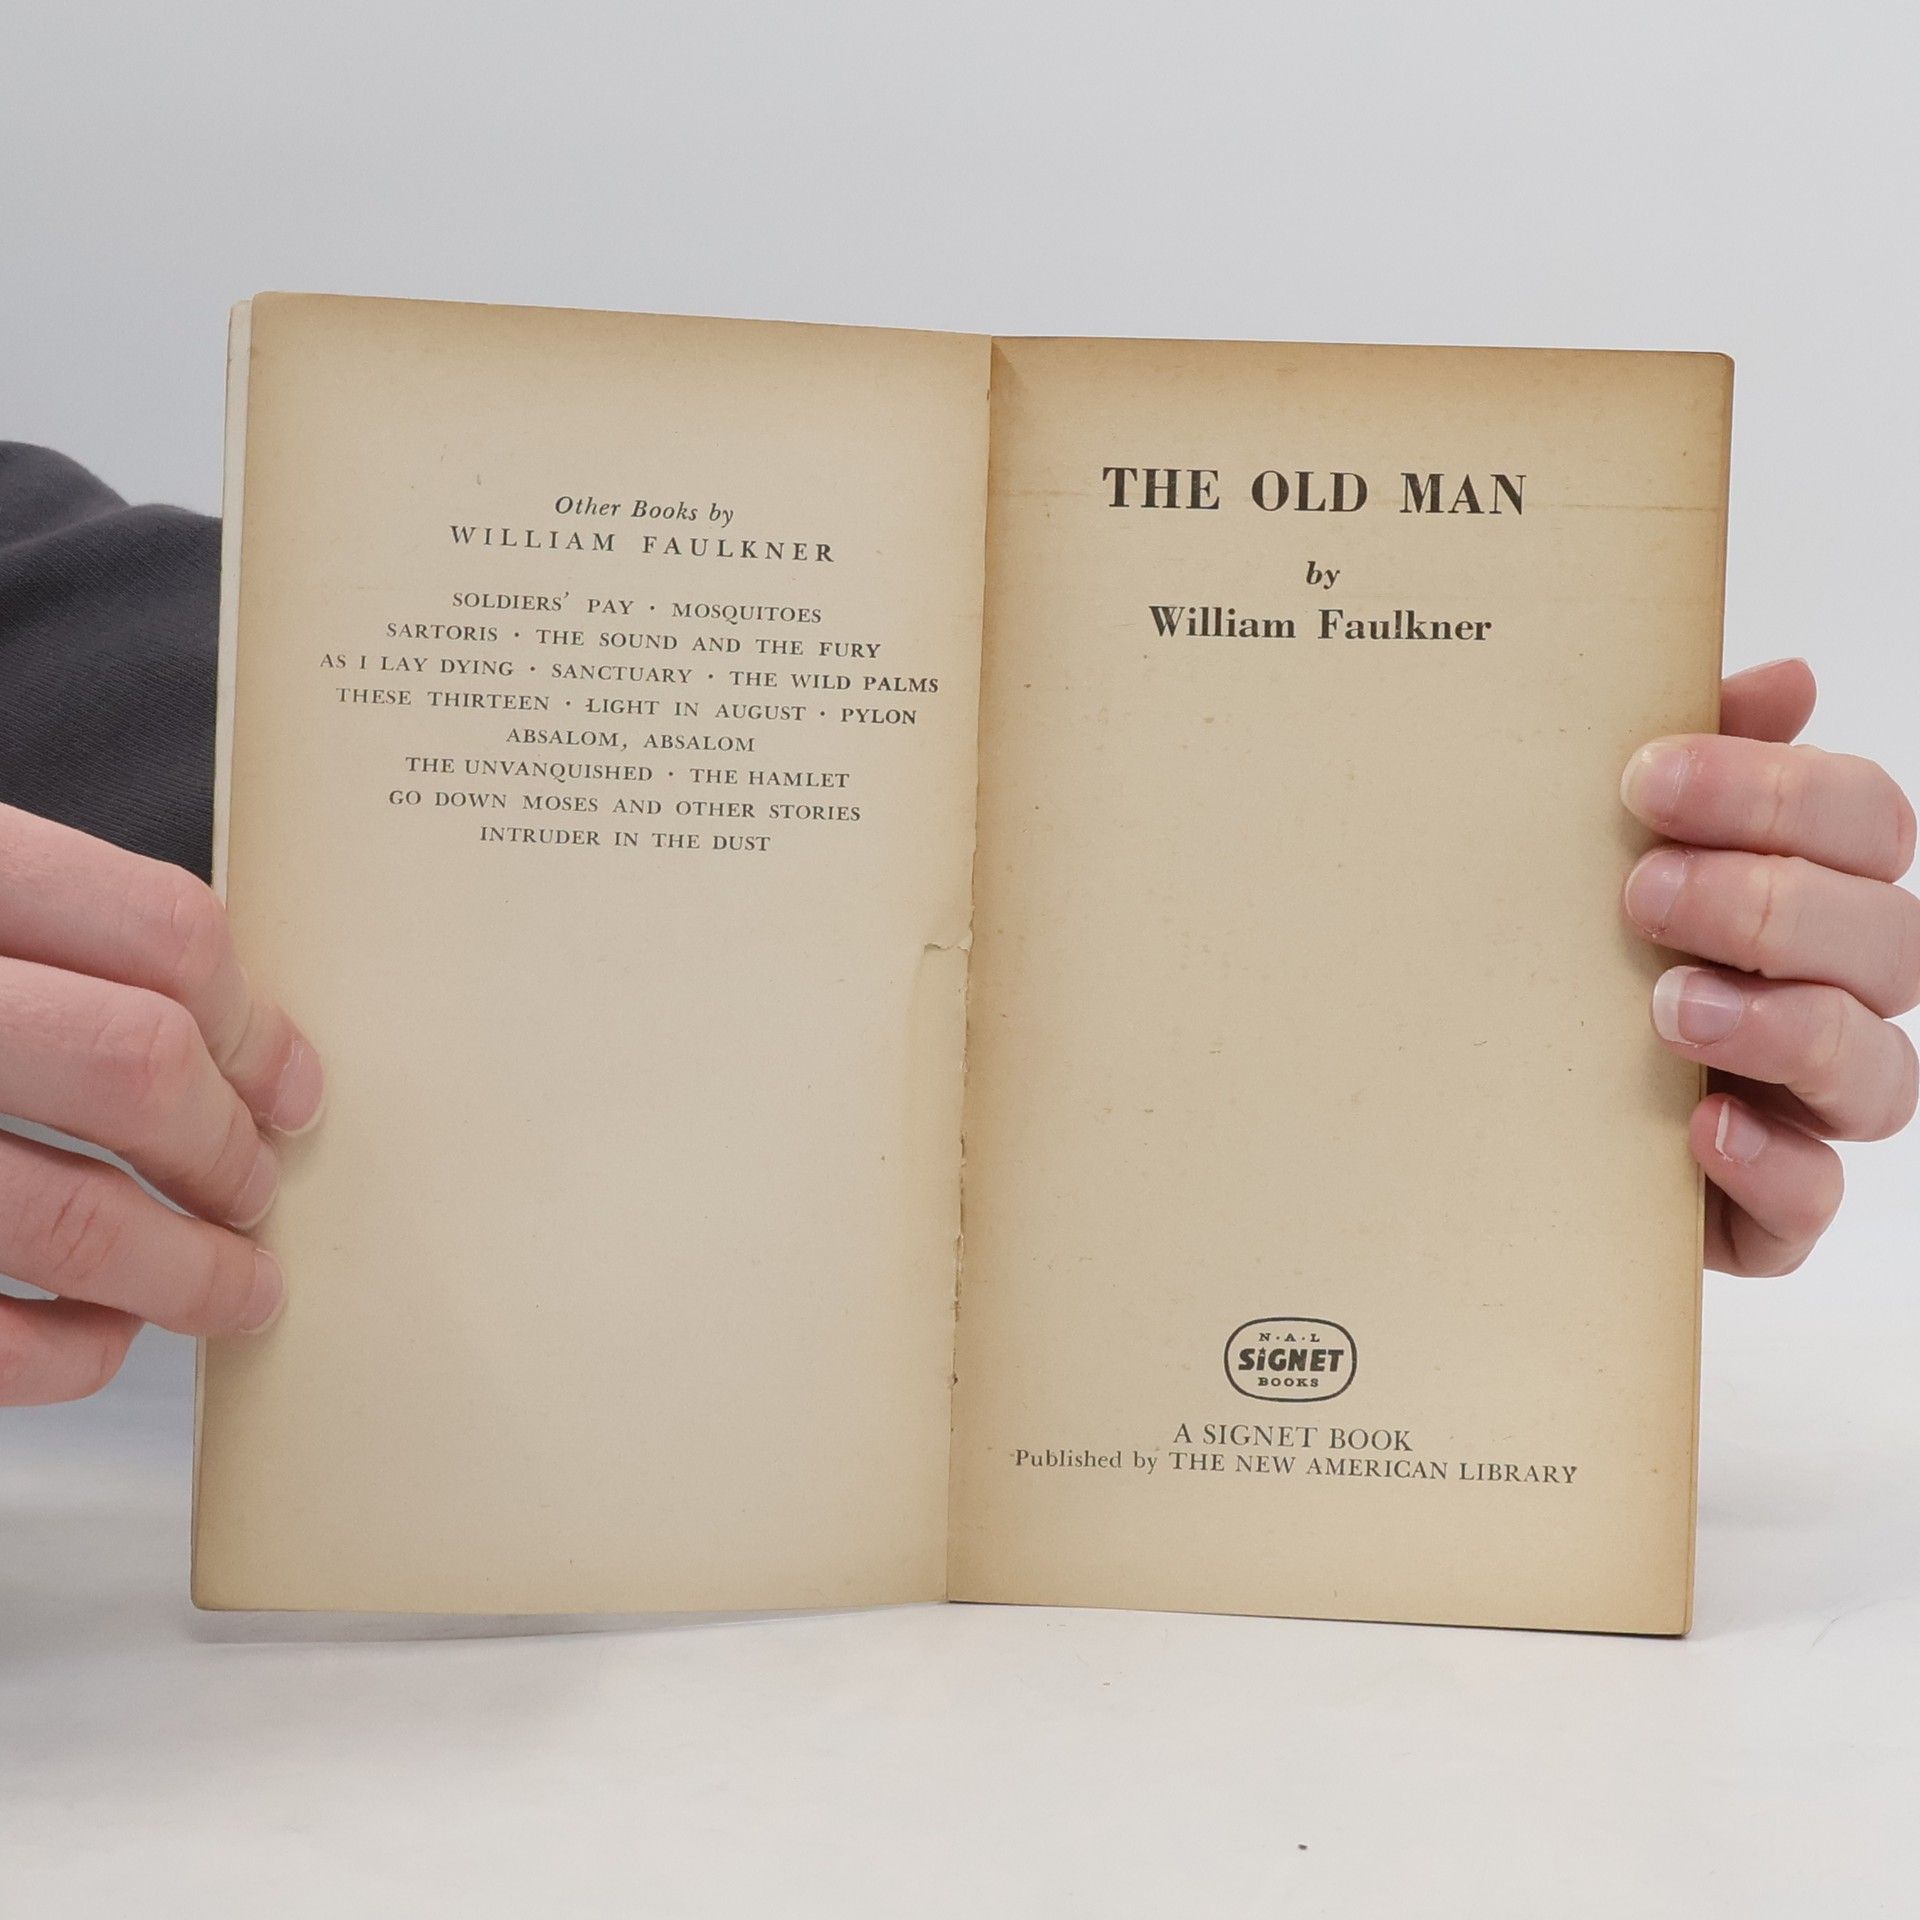 Other Books by
WILLIAM FAULKNER
SOLDIERS' PAY · MOSQUITOES
SARTORIS · THE SOUND AND THE FURY
AS I LAY DYING · SANCTUARY · THE WILD PALMS
THESE THIRTEEN · LIGHT IN AUGUST · PYLON
ABSALOM, ABSALOM
THE UNVANQUISHED · THE HAMLET
GO DOWN MOSES AND OTHER STORIES
INTRUDER IN THE DUST
THE OLD MAN
by
William Faulkner
N·A·L
SIGNET
BOOKS
A SIGNET BOOK
Published by THE NEW AMERICAN LIBRARY